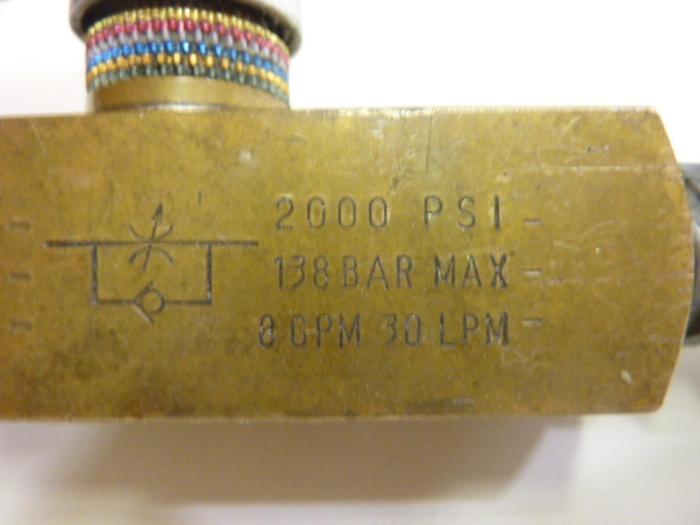 2000 PSI
138 BAR MAX
8 GPM 30 LPM